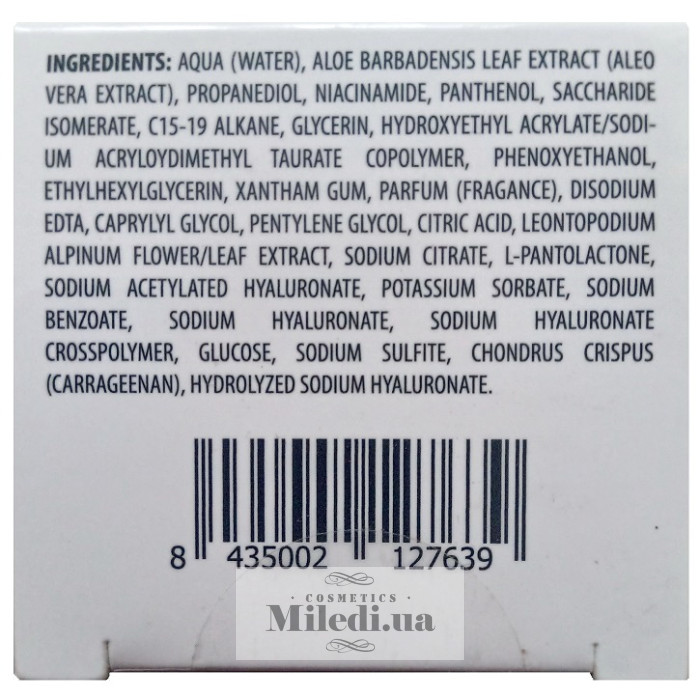 INGREDIENTS: AQUA (WATER), ALOE BARBADENSIS LEAF EXTRACT (ALEO
VERA EXTRACT), PROPANEDIOL, NIACINAMIDE, PANTHENOL, SACCHARIDE
ISOMERATE, C15-19 ALKANE, GLYCERIN, HYDROXYETHYL ACRYLATE/SODI-
UM ACRYLOYDIMETHYL TAURATE COPOLYMER, PHENOXYETHANOL,
ETHYLHEXYLGLYCERIN, XANTHAM GUM, PARFUM (FRAGANCE), DISODIUM
EDTA, CAPRYLYL GLYCOL, PENTYLENE GLYCOL, CITRIC ACID, LEONTOPODIUM
ALPINUM FLOWER/LEAF EXTRACT, SODIUM CITRATE, L-PANTOLACTONE,
SODIUM ACETYLATED HYALURONATE, POTASSIUM SORBATE, SODIUM
BENZOATE, SODIUM HYALURONATE, SODIUM HYALURONATE
CROSSPOLYMER, GLUCOSE, SODIUM SULFITE, CHONDRUS CRISPUS
(CARRAGEENAN), HYDROLYZED SODIUM HYALURONATE.
8 435002 127639
· COSMETICS ·
Miledi.ua